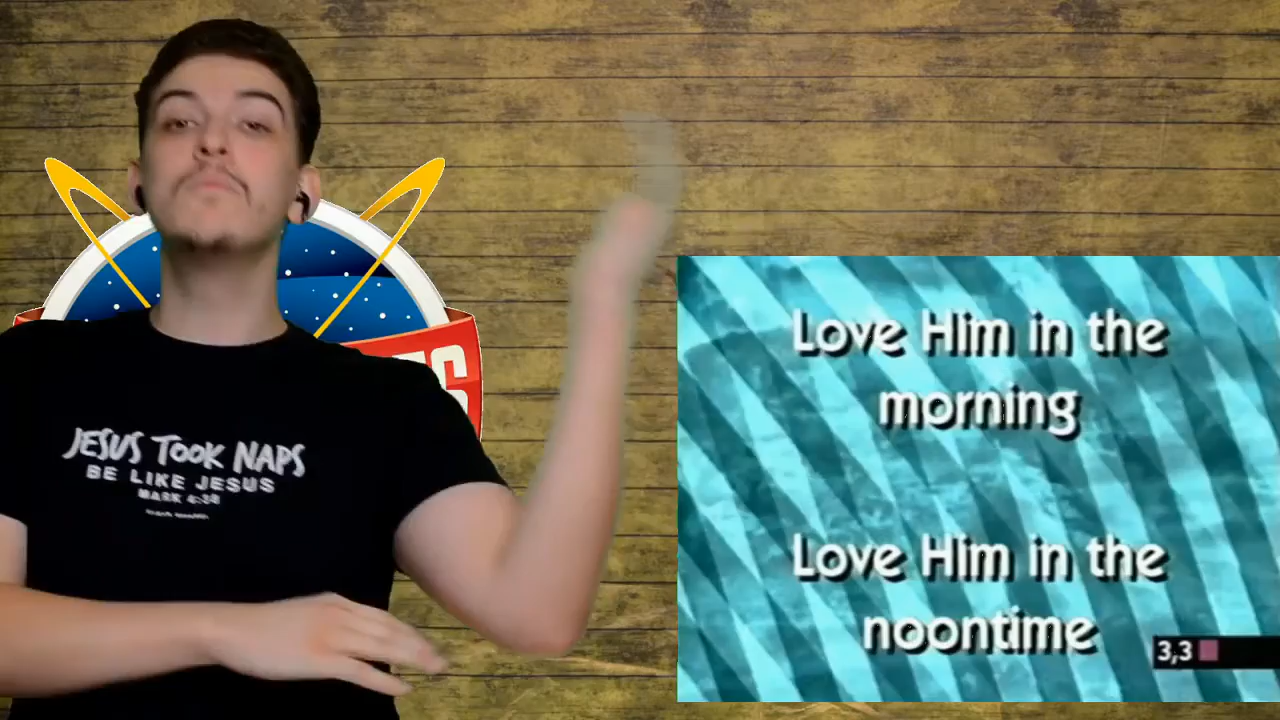 JESUS TOOK NAPS
BE LIKE JESUS
MARK 4:38
Love Him in the
morning
Love Him in the
noontime
3,3